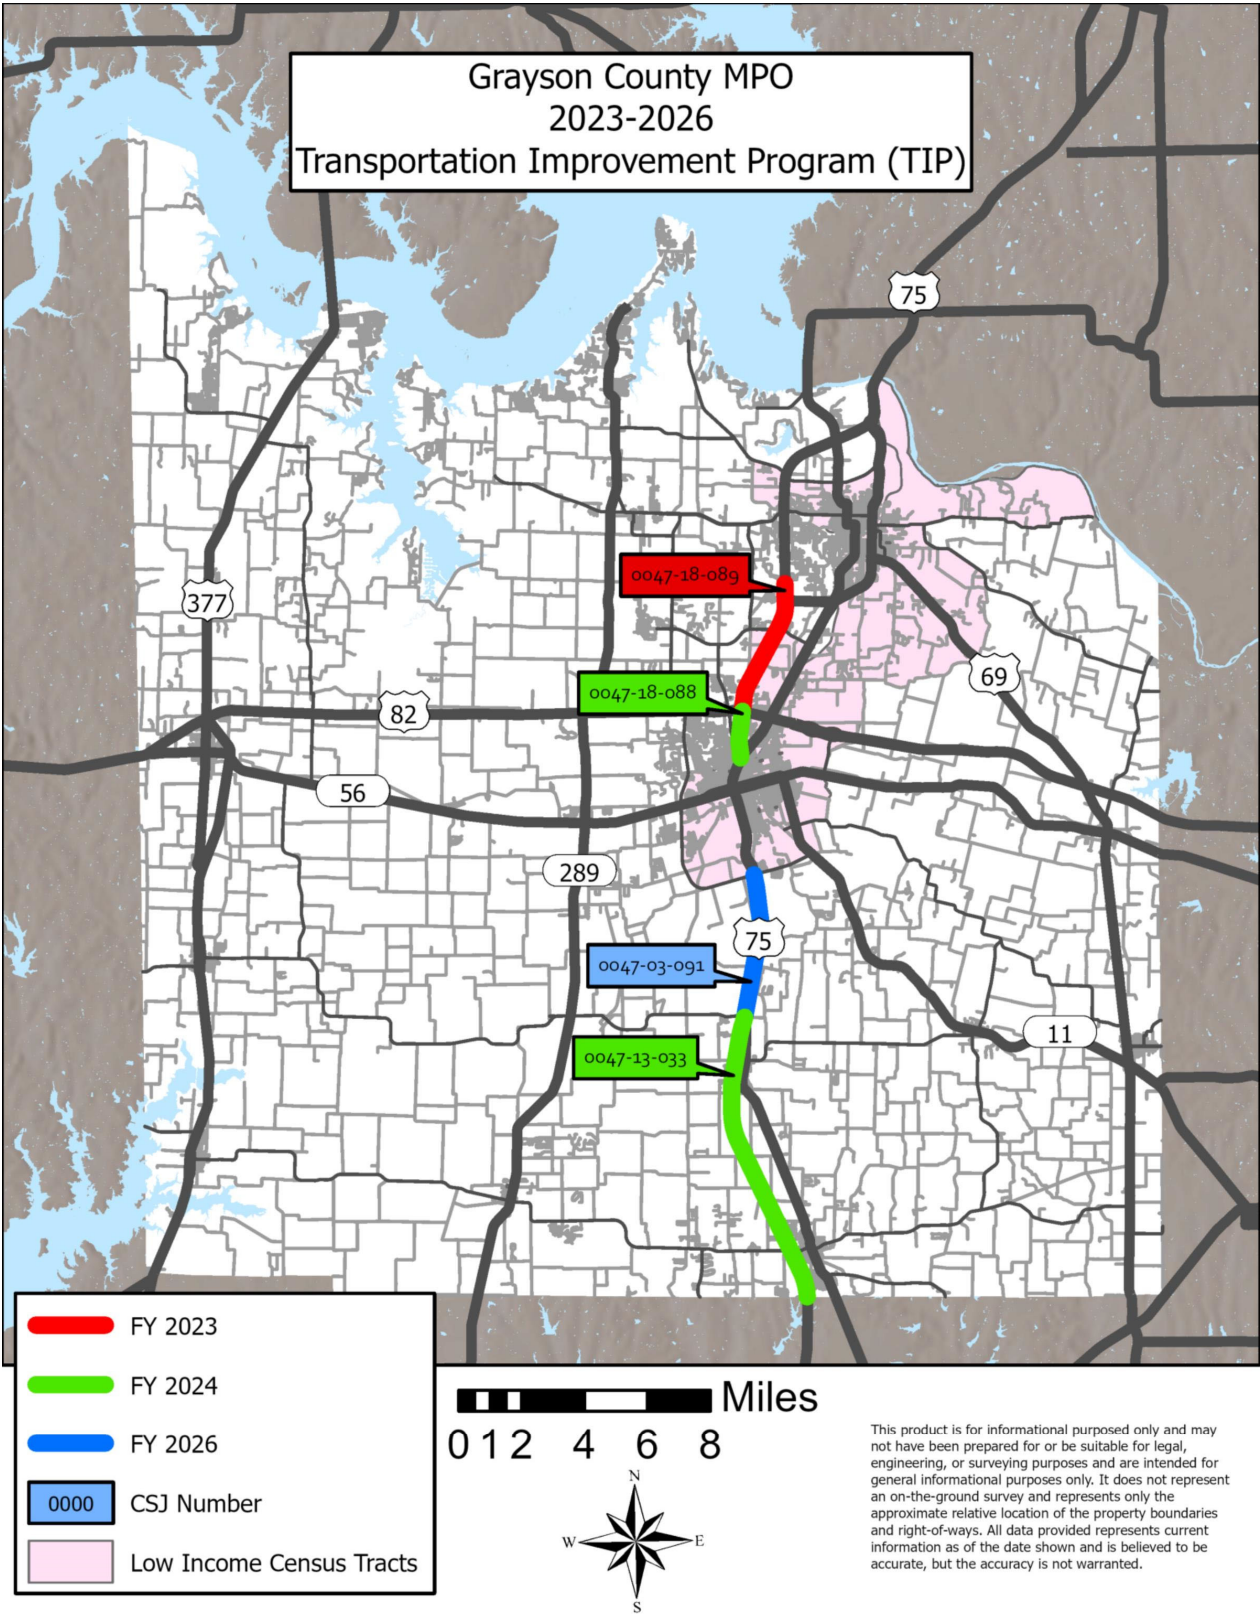 Grayson County MPO
2023-2026
Transportation Improvement Program (TIP)
75
0047-18-089
377
69
0047-18-088
82
56
289
75
0047-03-091
11
0047-13-033
FY 2023
FY 2024
FY 2026
0000 CSJ Number
Low Income Census Tracts
Miles
0 1 2 4 6 8
N
W E
S
This product is for informational purposed only and may
not have been prepared for or be suitable for legal,
engineering, or surveying purposes and are intended for
general informational purposes only. It does not represent
an on-the-ground survey and represents only the
approximate relative location of the property boundaries
and right-of-ways. All data provided represents current
information as of the date shown and is believed to be
accurate, but the accuracy is not warranted.